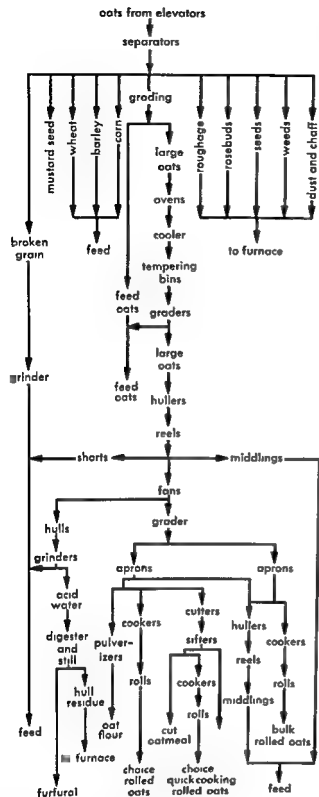 oats from elevators
separators
grading
mustard seed
wheat
barley
corn
roughage
rosebuds
seeds
weeds
dust and chaff
large
oats
ovens
cooler
tempering
bins
graders
broken
grain
feed
to furnace
feed
oats
large
oats
feed
oats
grinder
hullers
reels
shorts
middlings
fans
grader
hulls
grinders
aprons
aprons
acid
water
digester
and
still
hull
residue
furnace
furfural
feed
pulver-
izers
oat
flour
cookers
rolls
choice
rolled
oats
cutters
sifters
cut
oatmeal
cookers
rolls
choice
quick cooking
rolled oats
hullers
reels
middlings
cookers
rolls
bulk
rolled oats
feed